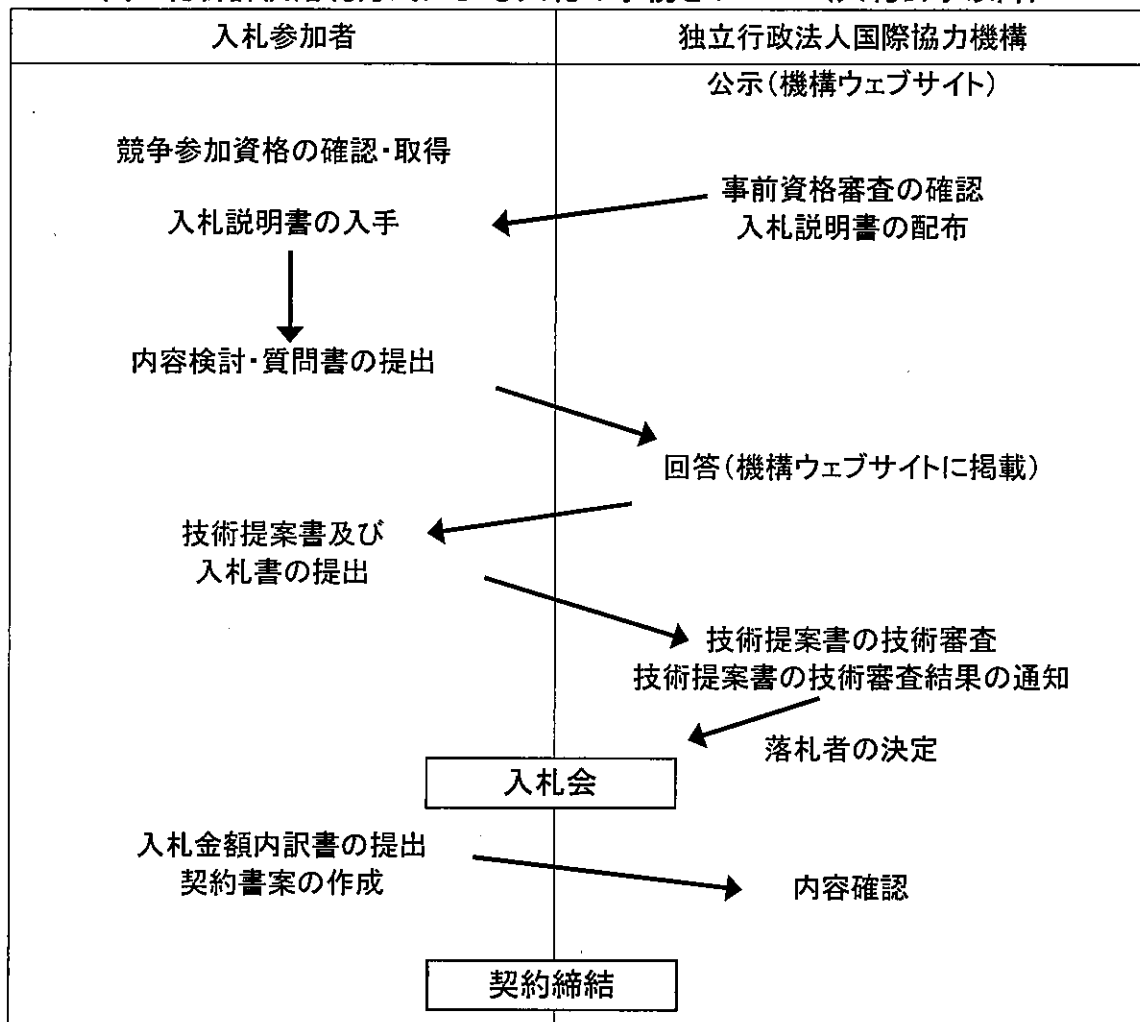 入札参加者
独立行政法人国際協力機構
公示(機構ウェブサイト)
競争参加資格の確認・取得
事前資格審査の確認
入札説明書の入手
入札説明書の配布
内容検討・質問書の提出
回答(機構ウェブサイトに掲載)
技術提案書及び
入札書の提出
技術提案書の技術審査
技術提案書の技術審査結果の通知
落札者の決定
入札会
入札金額内訳書の提出
契約書案の作成
内容確認
契約締結